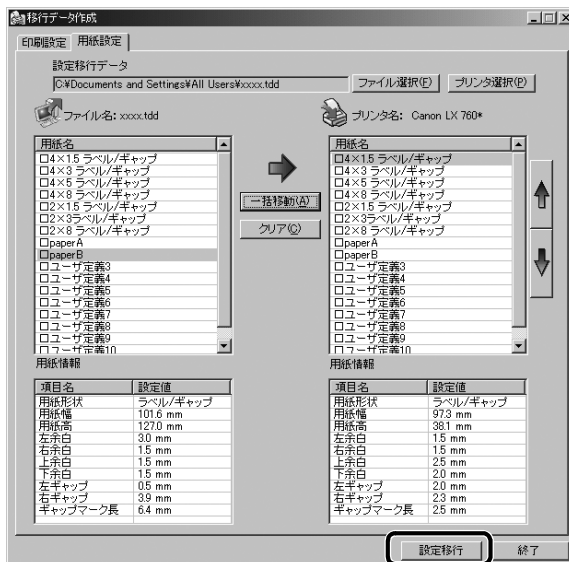 移行データ作成
印刷設定 用紙設定
設定移行データ
C:¥Documents and Settings¥All Users¥xxxx.tdd ファイル選択(F) プリンタ選択(P)
ファイル名: xxxx.tdd プリンタ名: Canon LX 760*
用紙名
4×1.5 ラベル/ギャップ
4×3 ラベル/ギャップ
4×5 ラベル/ギャップ
4×8 ラベル/ギャップ
2×1.5 ラベル/ギャップ
2×3ラベル/ギャップ
2×8 ラベル/ギャップ
paperA
paperB
ユーザ定義3
ユーザ定義4
ユーザ定義5
ユーザ定義6
ユーザ定義7
ユーザ定義8
ユーザ定義9
ユーザ定義10
一括移動(A)
クリア(C)
用紙名
4×1.5 ラベル/ギャップ
4×3 ラベル/ギャップ
4×5 ラベル/ギャップ
4×8 ラベル/ギャップ
2×1.5 ラベル/ギャップ
2×3ラベル/ギャップ
2×8 ラベル/ギャップ
paperA
paperB
ユーザ定義3
ユーザ定義4
ユーザ定義5
ユーザ定義6
ユーザ定義7
ユーザ定義8
ユーザ定義9
ユーザ定義10
用紙情報
項目名 設定値
用紙形状 ラベル/ギャップ
用紙幅 101.6 mm
用紙高 127.0 mm
左余白 3.0 mm
右余白 1.5 mm
上余白 1.5 mm
下余白 1.5 mm
左ギャップ 0.5 mm
右ギャップ 3.9 mm
ギャップマーク長 6.4 mm
用紙情報
項目名 設定値
用紙形状 ラベル/ギャップ
用紙幅 97.3 mm
用紙高 38.1 mm
左余白 1.5 mm
右余白 1.5 mm
上余白 2.5 mm
下余白 2.0 mm
左ギャップ 2.0 mm
右ギャップ 2.3 mm
ギャップマーク長 2.5 mm
設定移行 終了